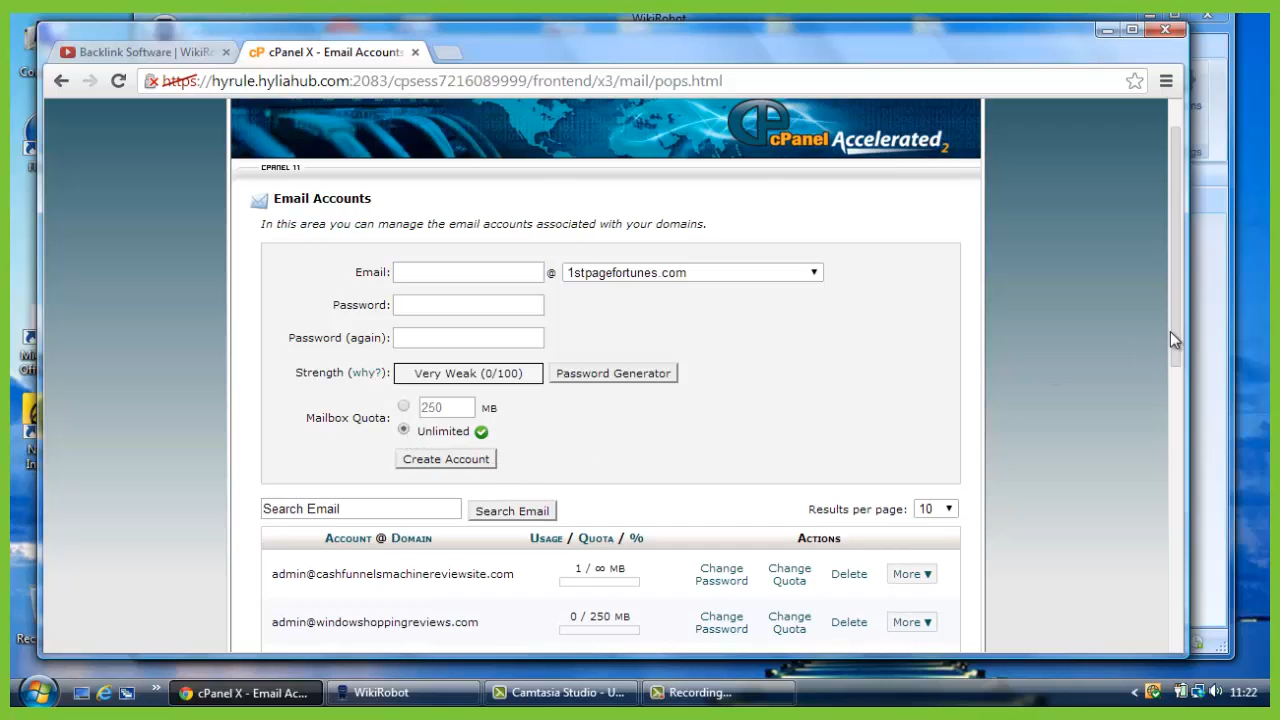 WikiRobot
Backlink Software | WikiRo
cP cPanel X - Email Accounts
https://hyrule.hyliahub.com:2083/cpsess7216089999/frontend/x3/mail/pops.html
cPanel Accelerated2
CPANEL 11
Email Accounts
In this area you can manage the email accounts associated with your domains.
Email: @ 1stpagefortunes.com
Password:
Password (again):
Strength (why?): Very Weak (0/100) Password Generator
Mailbox Quota: 250 MB
Unlimited
Create Account
Search Email Search Email Results per page: 10
ACCOUNT @ DOMAIN USAGE / QUOTA / % ACTIONS
admin@cashfunnelsmachinereviewsite.com 1 / ∞ MB Change Password Change Quota Delete More ▼
admin@windowshoppingreviews.com 0 / 250 MB Change Password Change Quota Delete More ▼
cPanel X - Email Ac... WikiRobot Camtasia Studio - U... Recording... 11:22